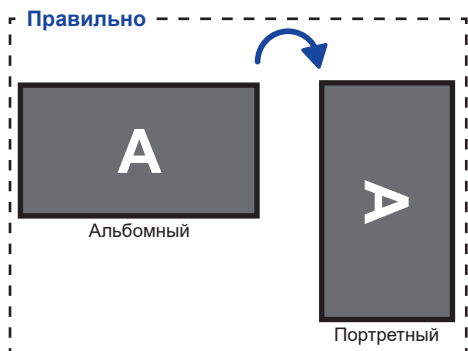 Правильно
A
Альбомный
A
Портретный